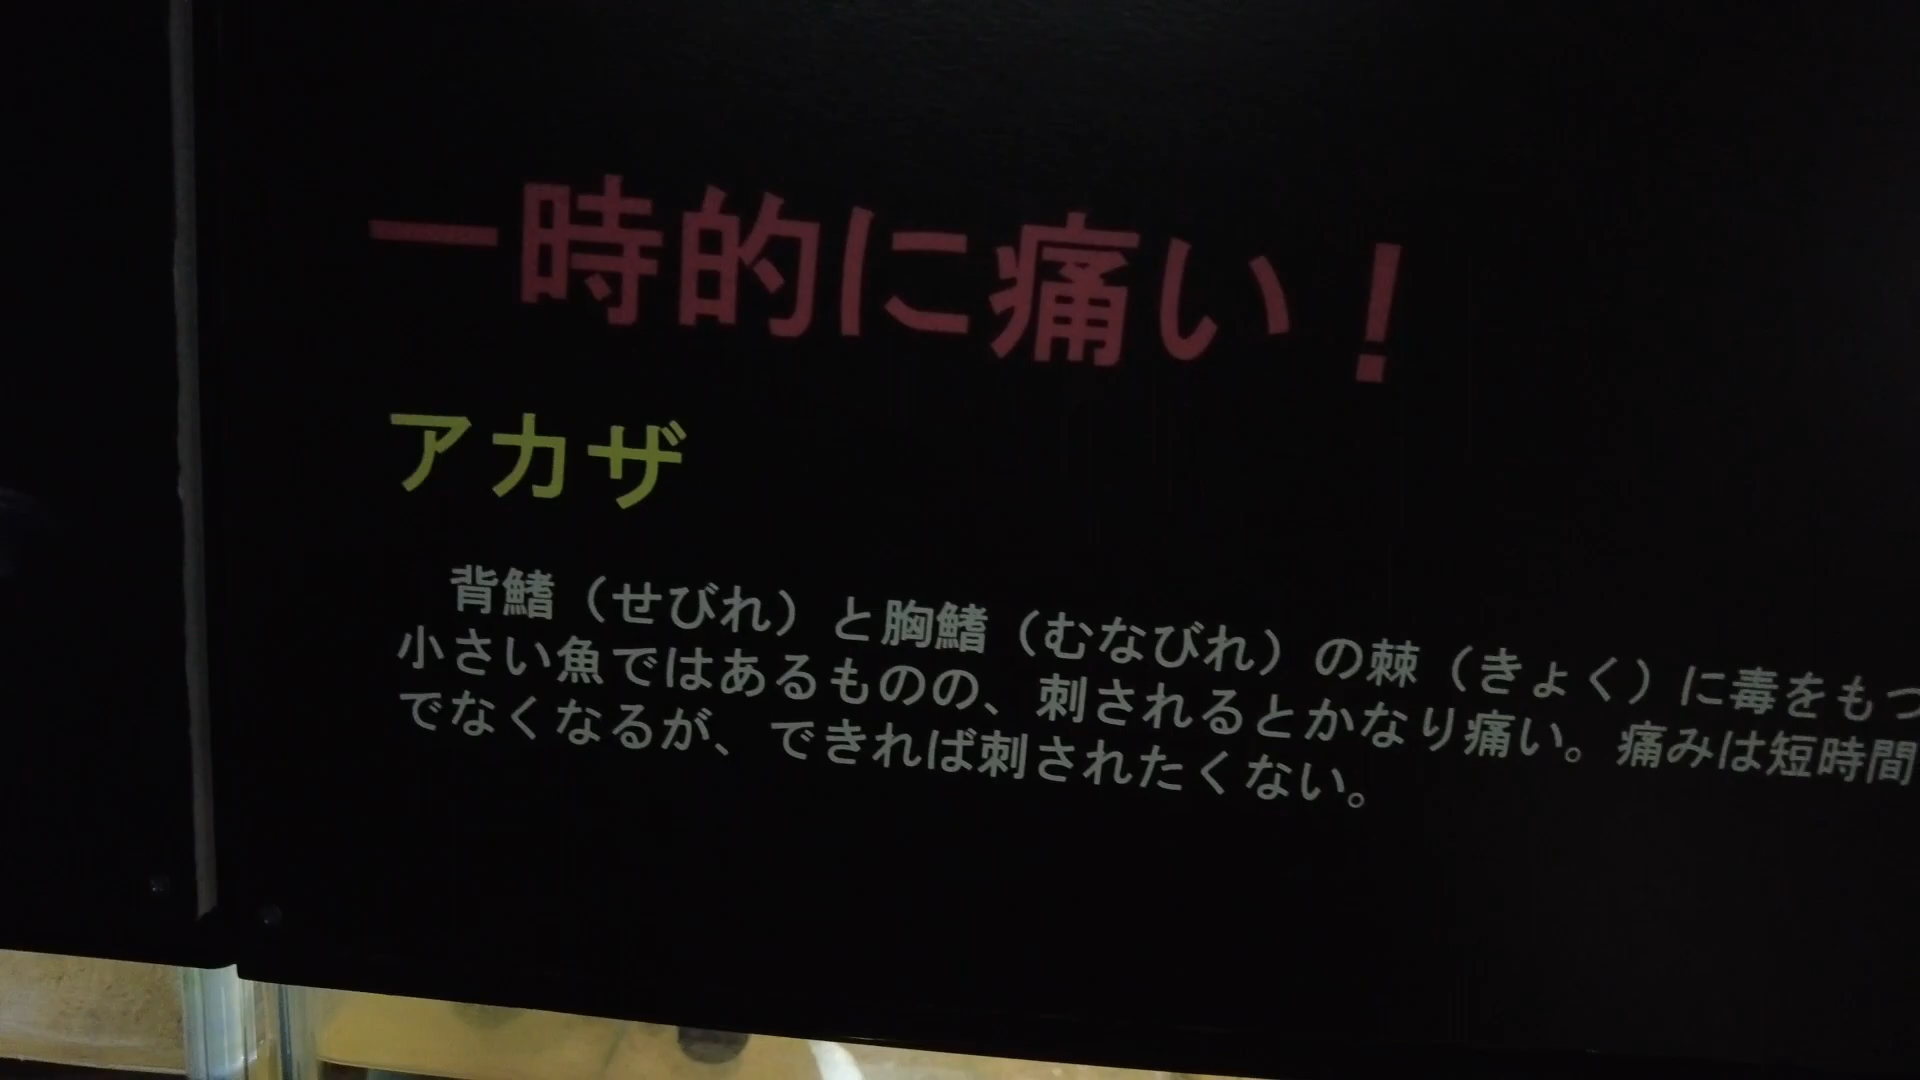 一時的に痛い！
アカザ
背鰭（せびれ）と胸鰭（むなびれ）の棘（きょく）に毒をもつ
小さい魚ではあるものの、刺されるとかなり痛い。痛みは短時間
でなくなるが、できれば刺されたくない。